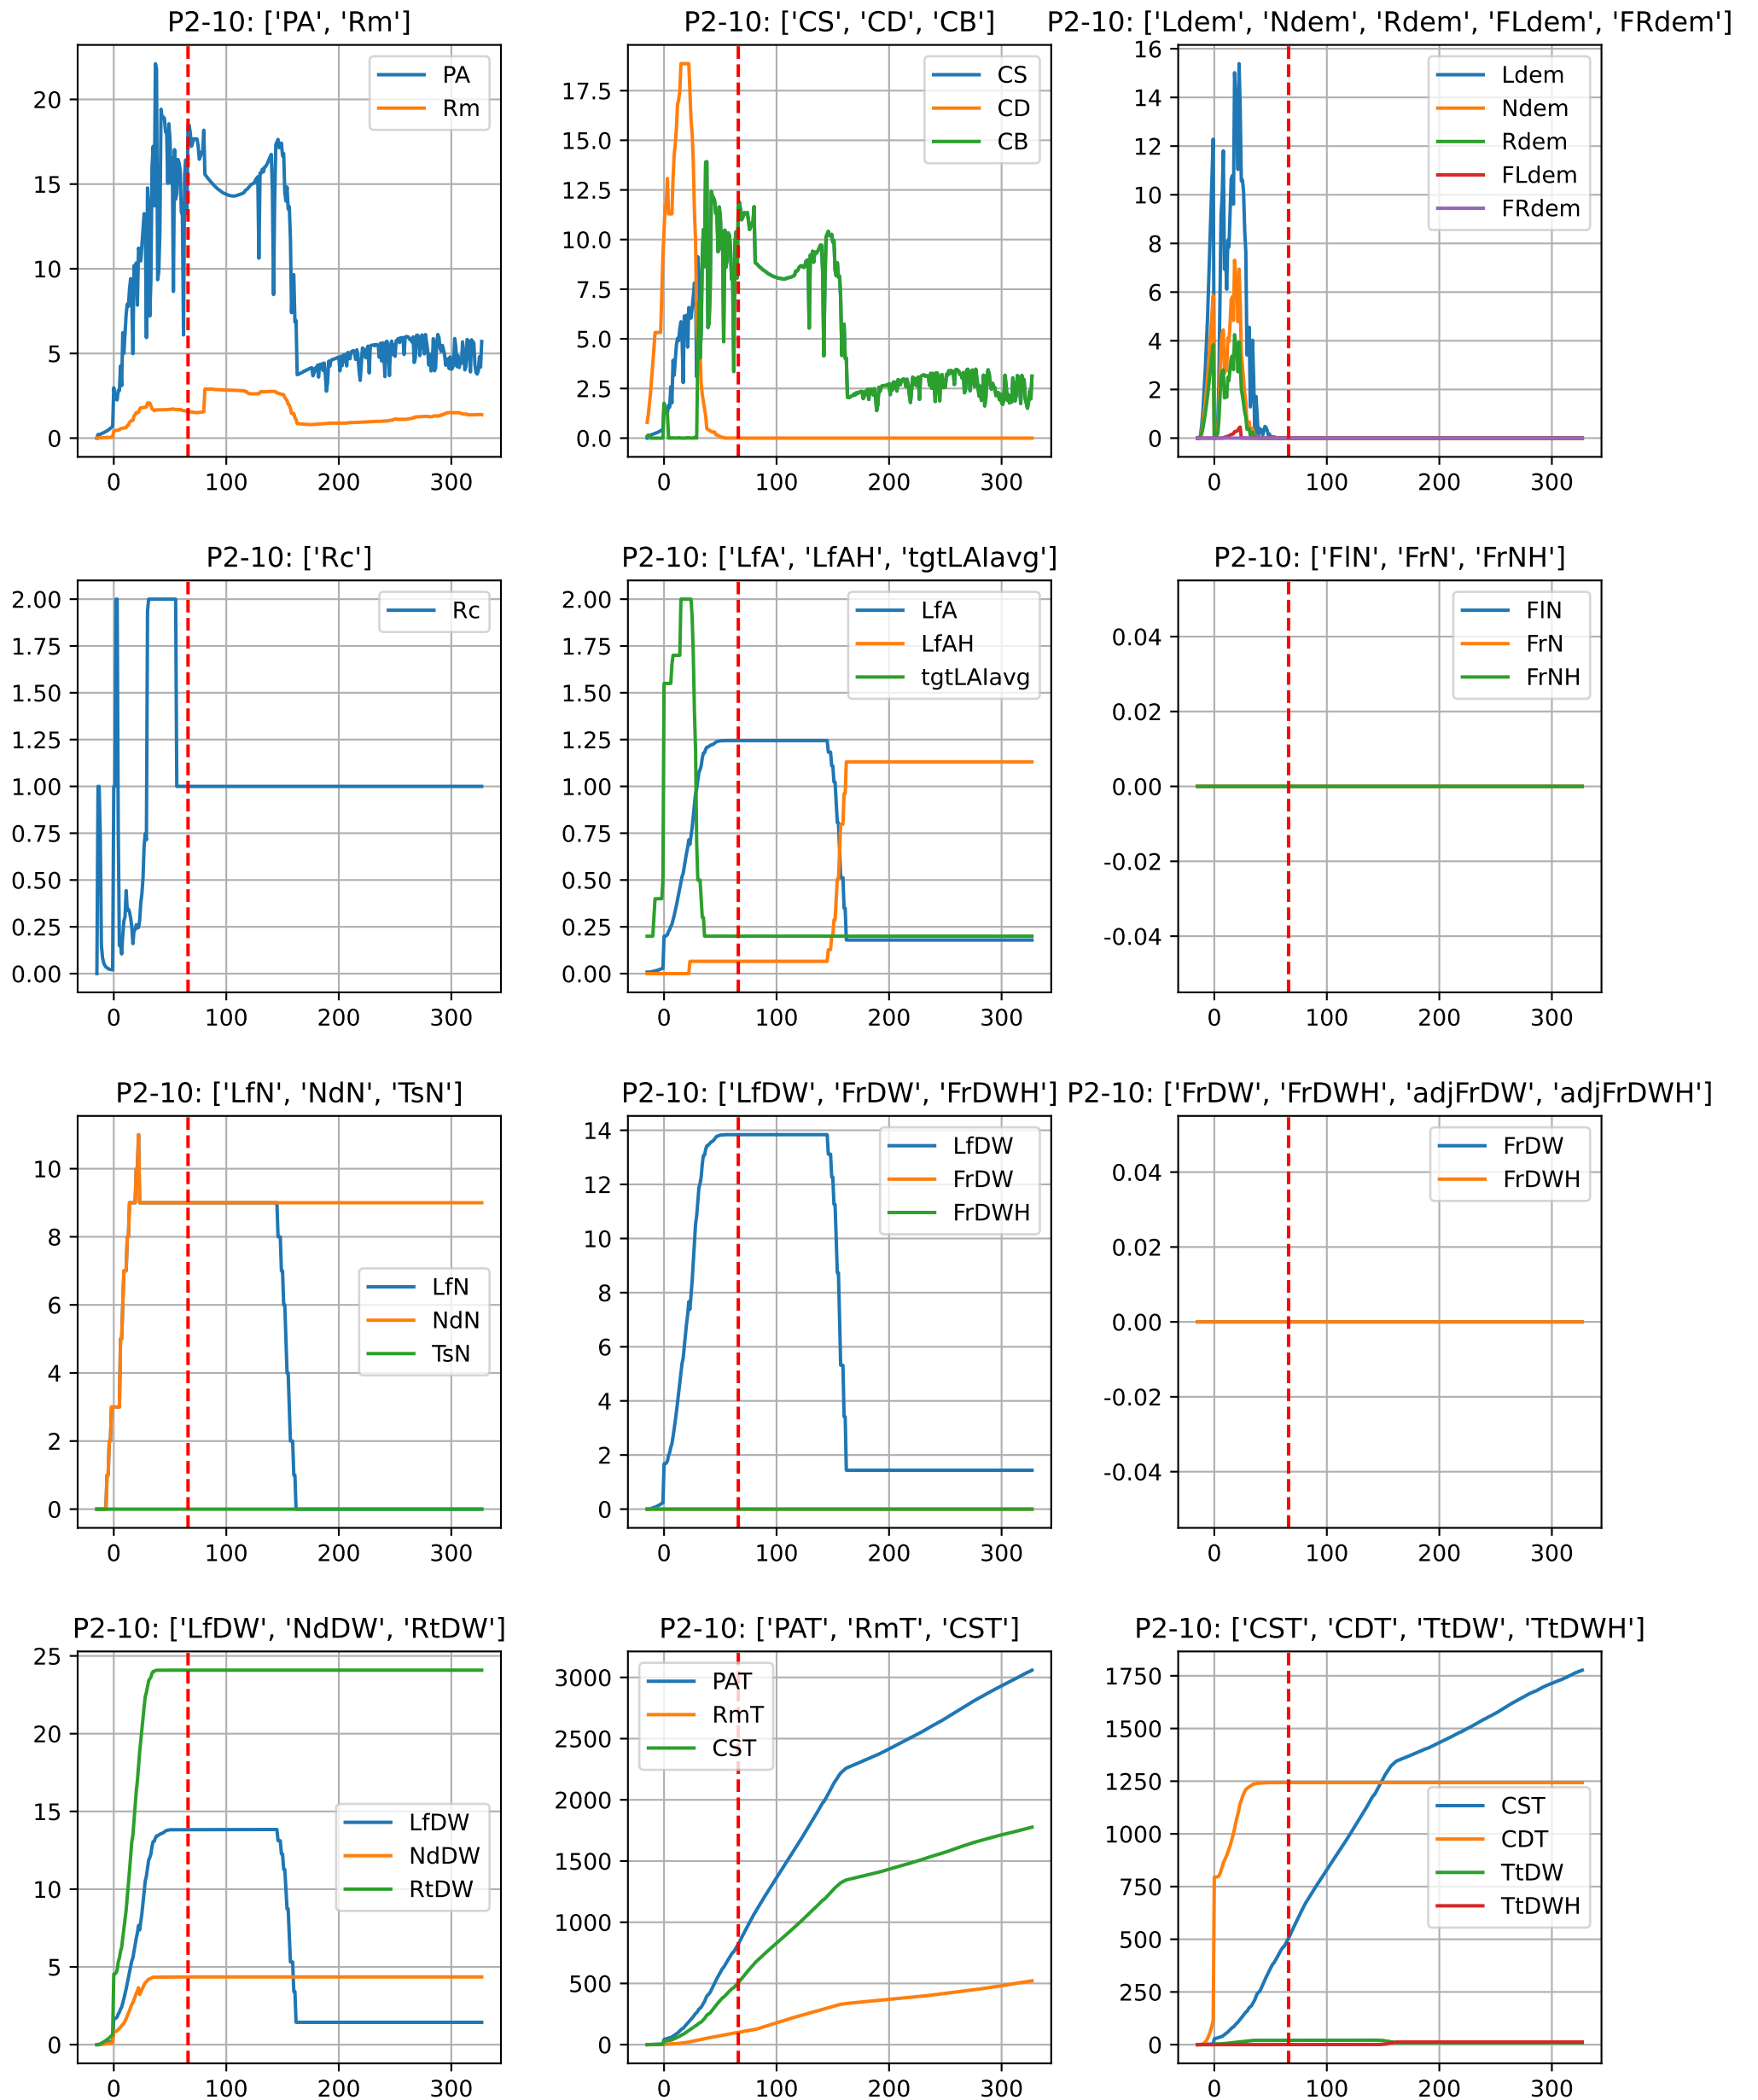 P2-10: ['PA', 'Rm']
P2-10: ['CS', 'CD', 'CB']
P2-10: ['Ldem', 'Ndem', 'Rdem', 'FLdem', 'FRdem']
20
15
10
5
0
0 100 200 300
PA
Rm
17.5
15.0
12.5
10.0
7.5
5.0
2.5
0.0
0 100 200 300
CS
CD
CB
16
14
12
10
8
6
4
2
0
0 100 200 300
Ldem
Ndem
Rdem
FLdem
FRdem
P2-10: ['Rc']
P2-10: ['LfA', 'LfAH', 'tgtLAIavg']
P2-10: ['FlN', 'FrN', 'FrNH']
2.00
1.75
1.50
1.25
1.00
0.75
0.50
0.25
0.00
0 100 200 300
Rc
2.00
1.75
1.50
1.25
1.00
0.75
0.50
0.25
0.00
0 100 200 300
LfA
LfAH
tgtLAIavg
0.04
0.02
0.00
-0.02
-0.04
0 100 200 300
FlN
FrN
FrNH
P2-10: ['LfN', 'NdN', 'TsN']
P2-10: ['LfDW', 'FrDW', 'FrDWH']
P2-10: ['FrDW', 'FrDWH', 'adjFrDW', 'adjFrDWH']
10
8
6
4
2
0
0 100 200 300
LfN
NdN
TsN
14
12
10
8
6
4
2
0
0 100 200 300
LfDW
FrDW
FrDWH
0.04
0.02
0.00
-0.02
-0.04
0 100 200 300
FrDW
FrDWH
P2-10: ['LfDW', 'NdDW', 'RtDW']
P2-10: ['PAT', 'RmT', 'CST']
P2-10: ['CST', 'CDT', 'TtDW', 'TtDWH']
25
20
15
10
5
0
0 100 200 300
LfDW
NdDW
RtDW
3000
2500
2000
1500
1000
500
0
0 100 200 300
PAT
RmT
CST
1750
1500
1250
1000
750
500
250
0
0 100 200 300
CST
CDT
TtDW
TtDWH